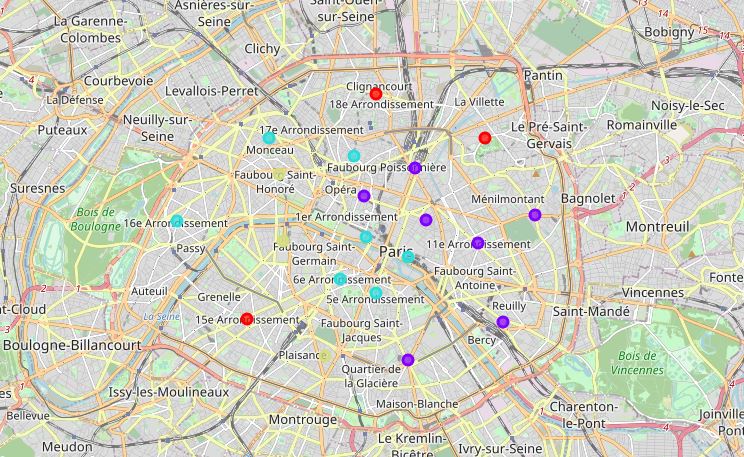 Asnières-sur-
Seine
Saint-Ouen-
sur-Seine
La Garenne-
Colombes
Clichy
Bobigny
Courbevoie
Pantin
La Défense
Levallois-Perret
Clignancourt
18e Arrondissement
La Villette
Noisy-le-Sec
Puteaux
Neuilly-sur-
Seine
17e Arrondissement
Le Pré-Saint-
Gervais
Romainville
Monceau
Faubourg Poissonnière
Suresnes
Faubourg Saint-
Honoré
Opéra
Ménilmontant
Bagnolet
Bois de
Boulogne
16e Arrondissement
1er Arrondissement
Montreuil
Passy
Faubourg Saint-
Germain
Paris
11e Arrondissement
Auteuil
6e Arrondissement
Faubourg Saint-
Antoine
Vincennes
Fonte
Grenelle
5e Arrondissement
Reuilly
Saint-Mandé
nt-Cloud
La Seine
15e Arrondissement
Faubourg Saint-
Jacques
Boulogne-Billancourt
Bercy
Plaisance
Bois de
Vincennes
Quartier de
la Glacière
Issy-les-Moulineaux
Maison-Blanche
Charenton-
le-Pont
Joinville
Pont
Bellevue
Montrouge
Meudon
Le Kremlin-
Bicêtre
Ivry-sur-Seine